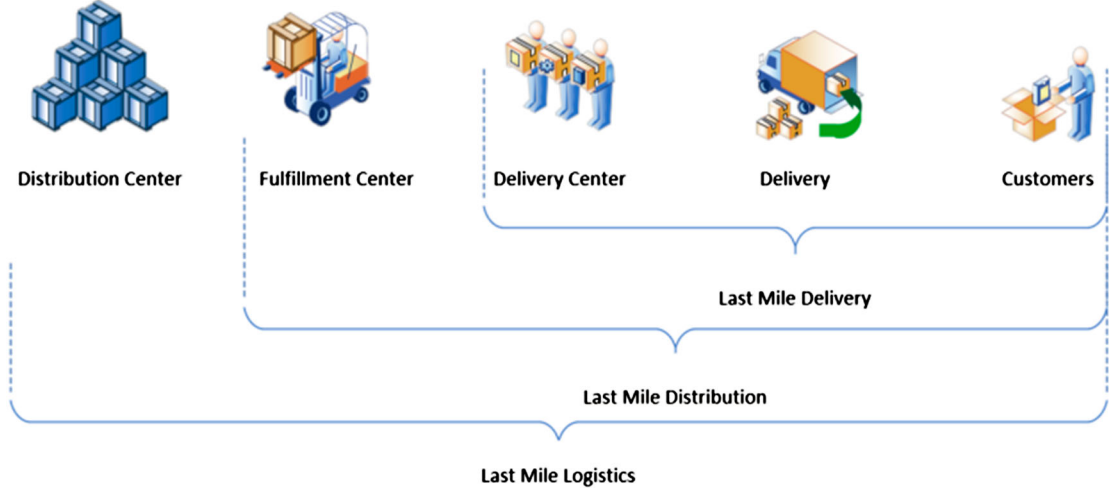 Distribution Center
Fulfillment Center
Delivery Center
Delivery
Customers
Last Mile Delivery
Last Mile Distribution
Last Mile Logistics